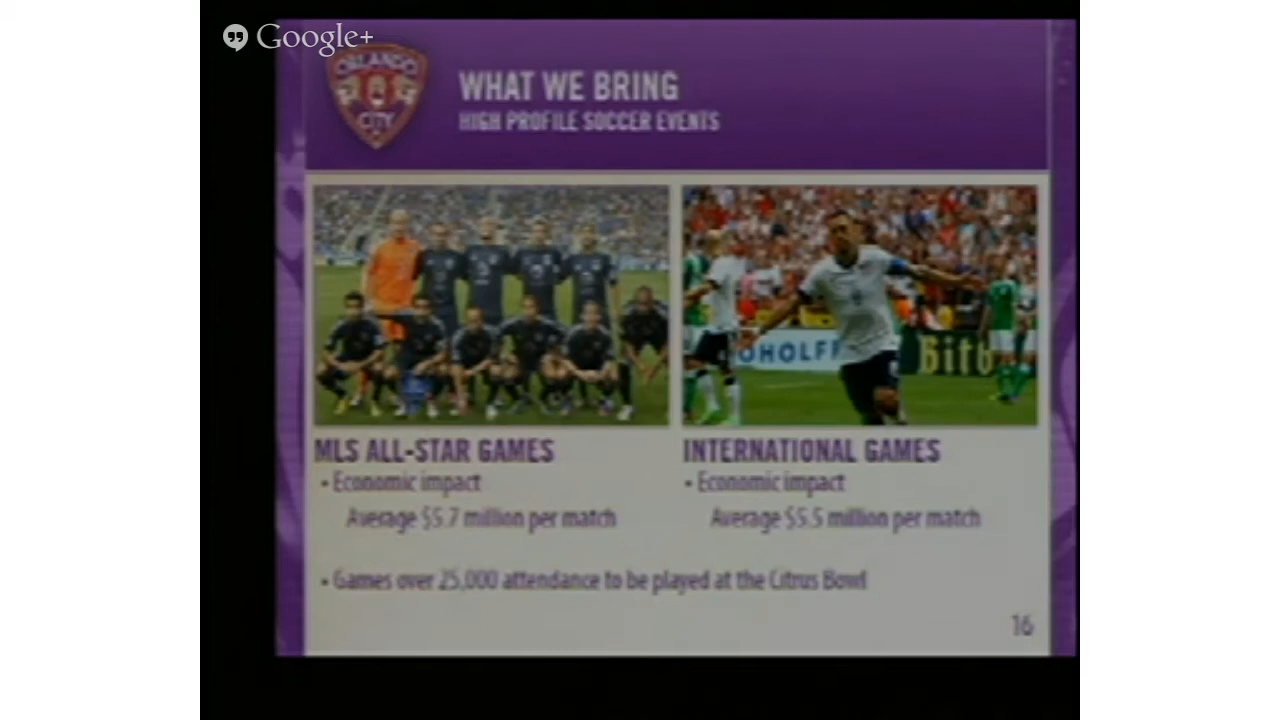 Google+
ORLANDO
CITY
WHAT WE BRING
HIGH PROFILE SOCCER EVENTS
OHOLFF
Bitb
MLS ALL-STAR GAMES
INTERNATIONAL GAMES
• Economic impact
Average $5.7 million per match
• Economic impact
Average $5.5 million per match
• Games over 25,000 attendance to be played at the Citrus Bowl
16